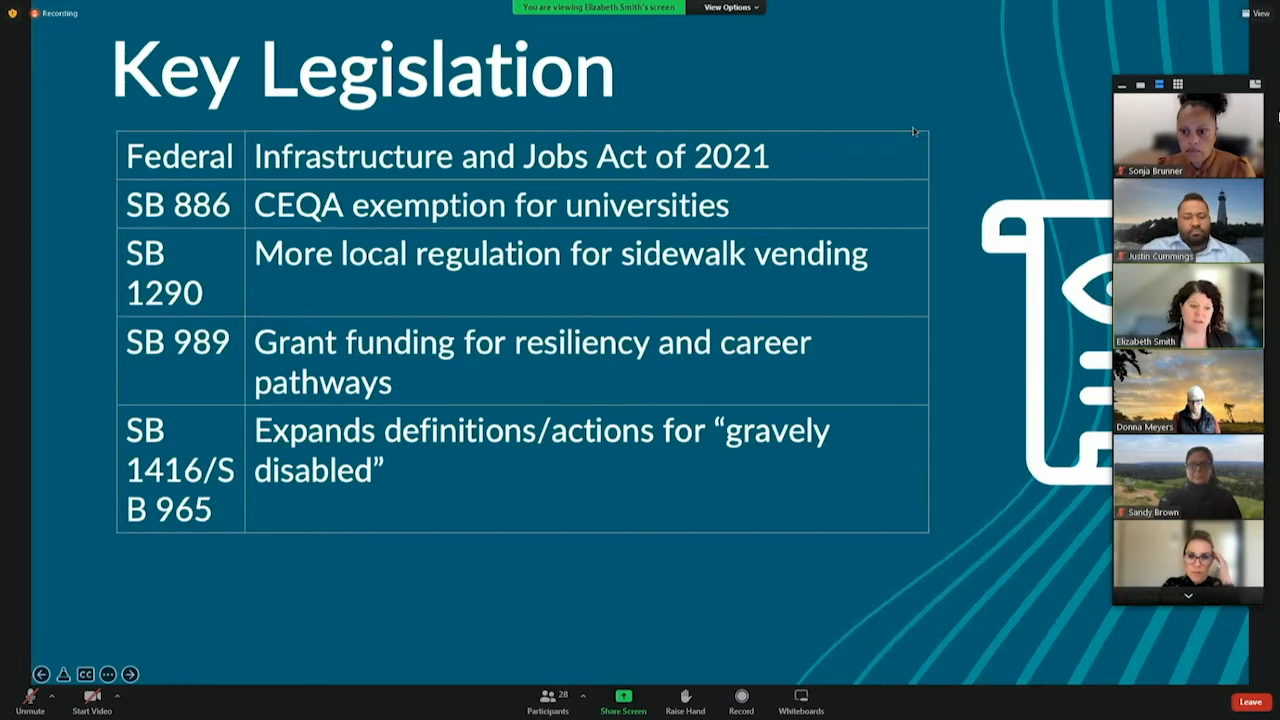 Recording
You are viewing Elizabeth Smith's screen
View Options
View
Key Legislation
Federal
Infrastructure and Jobs Act of 2021
SB 886
CEQA exemption for universities
SB
1290
More local regulation for sidewalk vending
SB 989
Grant funding for resiliency and career
pathways
SB
1416/S
B 965
Expands definitions/actions for “gravely
disabled”
Sonja Brunner
Justin Cummings
Elizabeth Smith
Donna Meyers
Sandy Brown
CC
Unmute
Start Video
28
Participants
Share Screen
Raise Hand
Record
Whiteboards
Leave